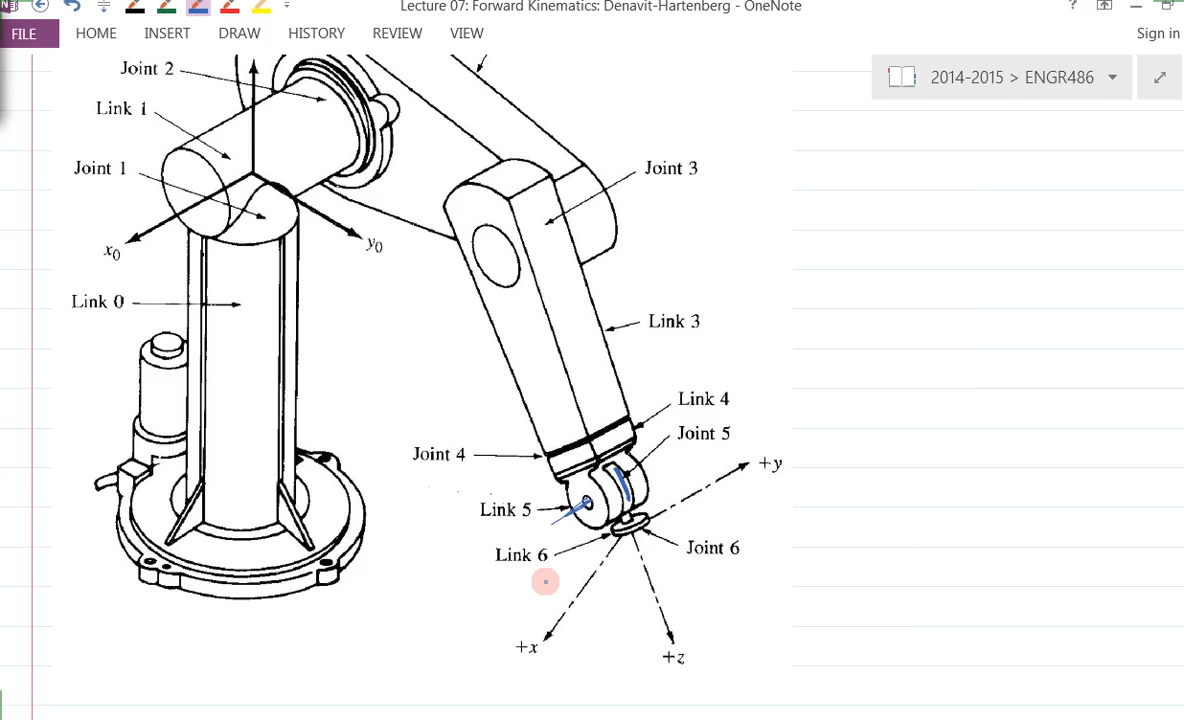 Lecture 07: Forward Kinematics: Denavit-Hartenberg - OneNote
?
FILE HOME INSERT DRAW HISTORY REVIEW VIEW
Sign in
2014-2015 > ENGR486
Joint 2
Link 1
Joint 1
x0
y0
Link 0
Joint 3
Link 3
Link 4
Joint 5
Joint 4
+y
Link 5
Link 6
Joint 6
+x
+z